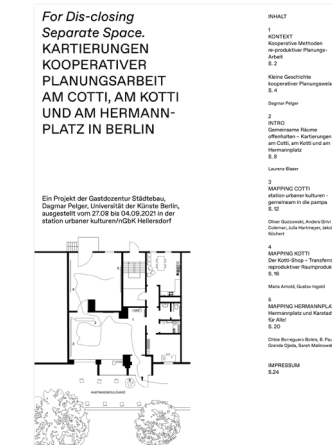 For Dis-closing
Separate Space.
KARTIERUNGEN
KOOPERATIVER
PLANUNGSARBEIT
AM COTTI, AM KOTTI
UND AM HERMANN-
PLATZ IN BERLIN
Ein Projekt der Gastdozentur Städtebau,
Dagmar Pelger, Universität der Künste Berlin,
ausgestellt vom 27.08 bis 04.09.2021 in der
station urbaner kulturen/nGbK Hellersdorf
INHALT
1
KONTEXT
Kooperative Methoden
re-produktiver Planungs-
Arbeit
S. 2
Kleine Geschichte
kooperativer Planungsweis
S. 4
Dagmar Pelger
2
INTRO
Gemeinsame Räume
offenhalten – Kartierungen
am Cotti, am Kotti und am
Hermannplatz
S. 8
3
MAPPING COTTI
station urbaner kulturen -
gemeinsam in die pampa
S. 12
4
MAPPING KOTTI
Der Kotti-Shop – Transferra
reproduktiver Raumproduk
S. 16
Maria Arnold, Gustav Ingold
5
MAPPING HERMANNPLA
Hermannplatz und Karstad
für Alle!
S. 20
IMPRESSUM
S.24